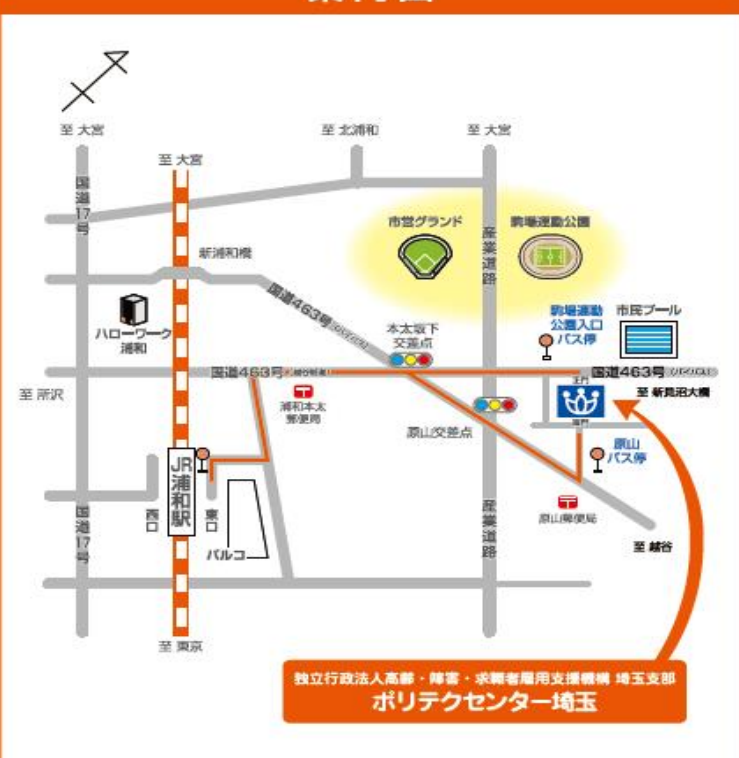 至 大宮
至 北浦和
至 大宮
至 大宮
国道17号
新浦和橋
市営グランド
駒場運動公園
産業道路
国道463号
ハローワーク
浦和
本太坂下
交差点
駒場運動
公園入口
バス停
市民プール
国道463号
国道463号
至 所沢
浦和本太
郵便局
正門
至 新見沼大橋
原山交差点
原山
バス停
JR浦和駅
西口
東口
パルコ
国道17号
産業道路
原山郵便局
至 越谷
至 東京
独立行政法人高齢・障害・求職者雇用支援機構 埼玉支部
ポリテクセンター埼玉